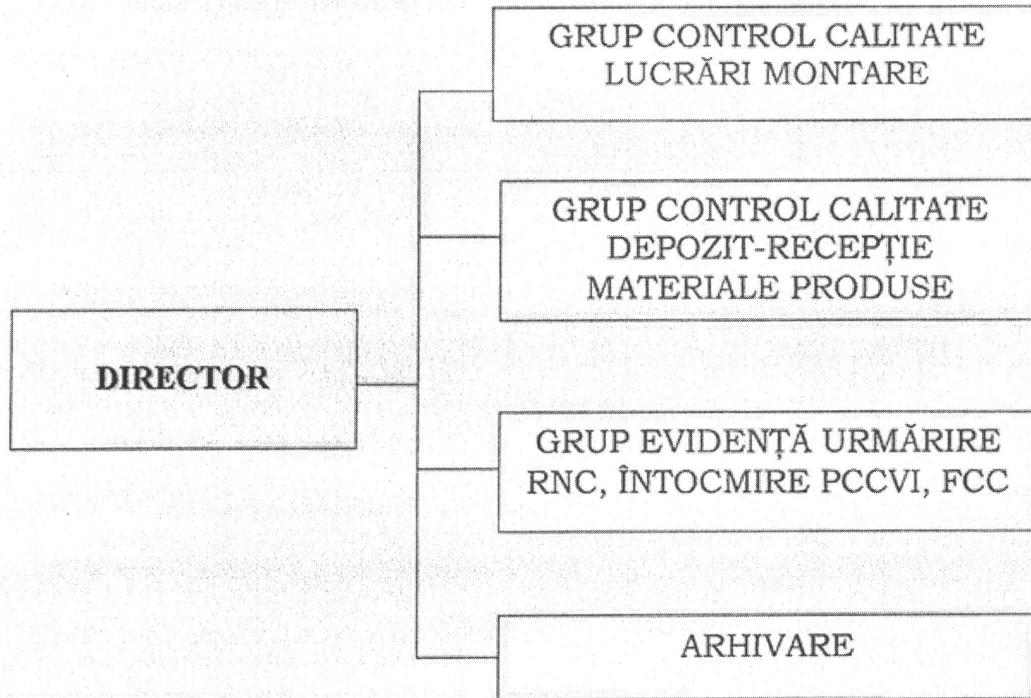 GRUP CONTROL CALITATE
LUCRĂRI MONTARE
GRUP CONTROL CALITATE
DEPOZIT-RECEPȚIE
MATERIALE PRODUSE
DIRECTOR
GRUP EVIDENȚĂ URMĂRIRE
RNC, ÎNTOCMIRE PCCVI, FCC
ARHIVARE